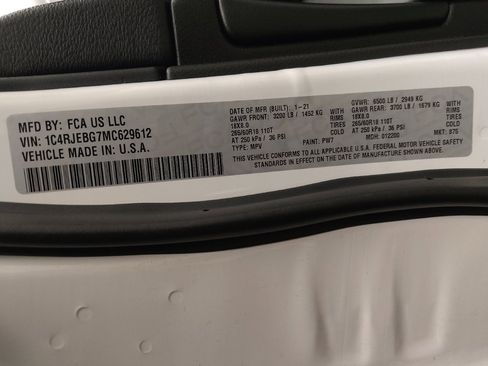 MFD BY: FCA US LLC
VIN: 1C4RJEBG7MC629612
VEHICLE MADE IN: U.S.A.
DATE OF MFR (BUILT): 1-21
GAWR FRONT: 3200 LB / 1452 KG
WITH
18X8.0
RIMS
265/60R18 110T
TIRES
AT 250 kPa / 36 PSI
COLD
TYPE: MPV
PAINT: PW7
GVWR: 6500 LB / 2949 KG
GAWR REAR: 3700 LB / 1679 KG
WITH
18X8.0
RIMS
265/60R18 110T
TIRES
AT 250 kPa / 36 PSI
COLD
MDH: 012200
MKT: 875
THIS VEHICLE CONFORMS TO ALL APPLICABLE U.S.A. FEDERAL MOTOR VEHICLE SAFETY
STANDARDS IN EFFECT ON THE DATE OF MANUFACTURE SHOWN ABOVE.